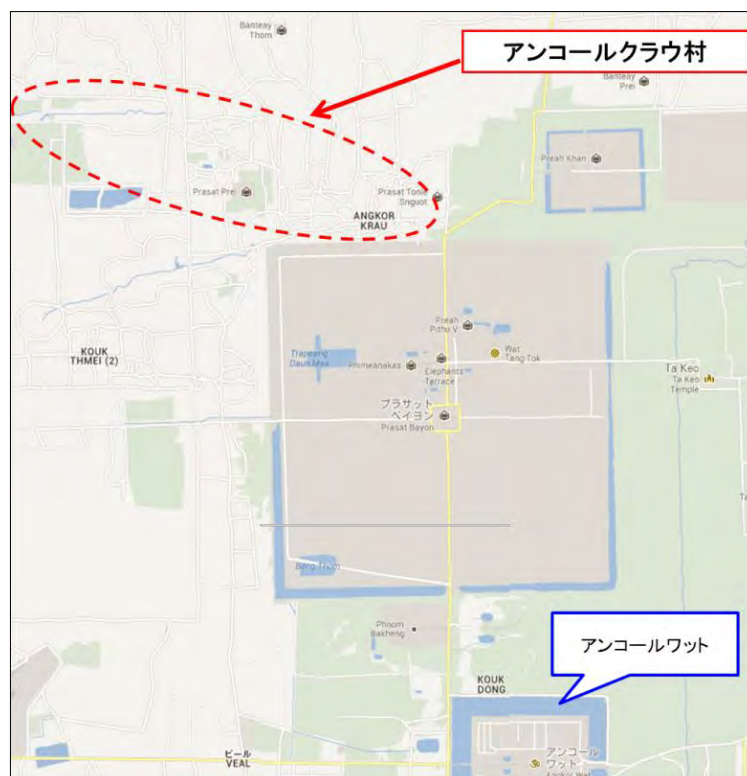 Banteay
Thom
アンコールクラウ村
Banteay
Prei
Preah Khan
Prasat Prei
Prasat Tonle
Snguot
ANGKOR
KRAU
Preah
Pithu V
Wat
Tang Tok
KOUK
THMEI (2)
Trapeang
Daun Mea
Phimeanakas
Elephants
Terrace
Ta Keo
Ta Keo
Temple
プラサット
ベイヨン
Prasat Bayon
Ta
Beng Thom
Phnom
Bakheng
アンコールワット
KOUK
DONG
ビール
VEAL
アンコール
ワット
Angkor Wat